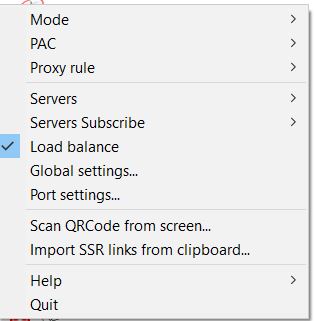 Mode
PAC
Proxy rule
Servers
Servers Subscribe
Load balance
Global settings...
Port settings...
Scan QRCode from screen...
Import SSR links from clipboard...
Help
Quit